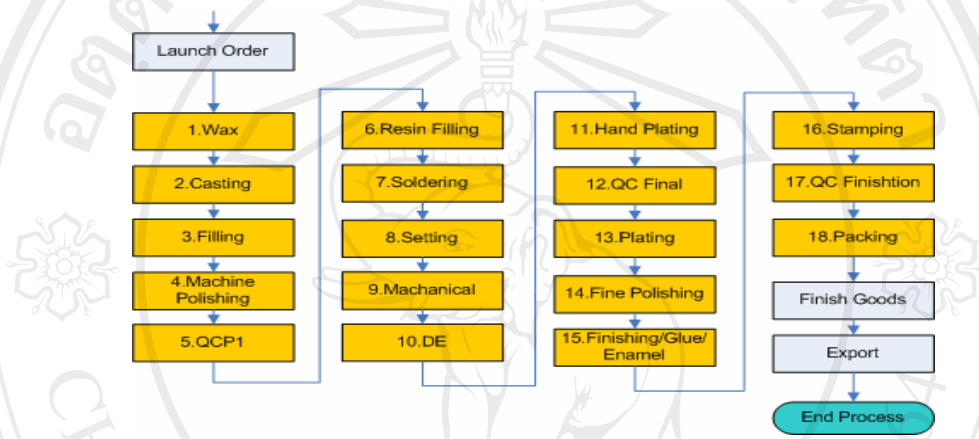 Launch Order
1.Wax
2.Casting
3.Filling
4.Machine
Polishing
5.QCP1
6.Resin Filling
7.Soldering
8.Setting
9.Machanical
10.DE
11.Hand Plating
12.QC Final
13.Plating
14.Fine Polishing
15.Finishing/Glue/
Enamel
16.Stamping
17.QC Finishtion
18.Packing
Finish Goods
Export
End Process